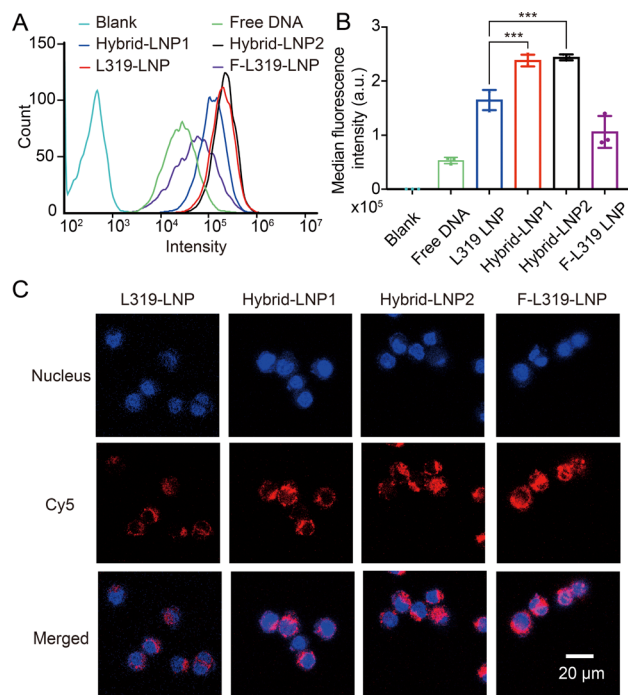 A
Blank
Free DNA
Hybrid-LNP1
Hybrid-LNP2
L319-LNP
F-L319-LNP
150
100
50
0
Count
10² 10³ 10⁴ 10⁵ 10⁶ 10⁷
Intensity
B
***
***
3
2
1
0
Median fluorescence
intensity (a.u.)
x10⁵
Blank
Free DNA
L319 LNP
Hybrid-LNP1
Hybrid-LNP2
F-L319 LNP
C
L319-LNP
Hybrid-LNP1
Hybrid-LNP2
F-L319-LNP
Nucleus
Cy5
Merged
20 µm